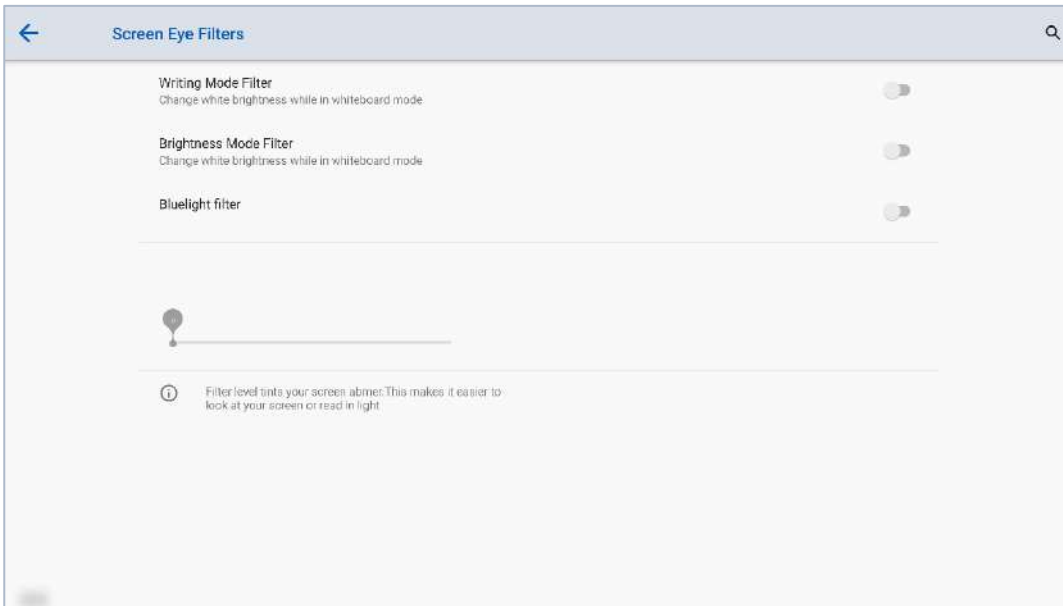 Screen Eye Filters
Writing Mode Filter
Change white brightness while in whiteboard mode
Brightness Mode Filter
Change white brightness while in whiteboard mode
Bluelight filter
Filter level tints your screen abmer.This makes it easier to
look at your screen or read in light